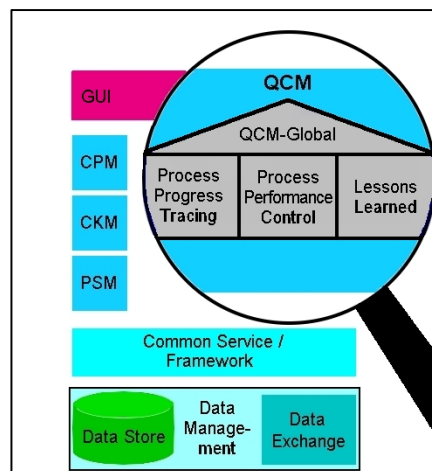 GUI
QCM
QCM-Global
CPM
Process
Progress
Tracing
Process
Performance
Control
Lessons
Learned
CKM
PSM
Common Service /
Framework
Data Store
Data
Manage-
ment
Data
Exchange